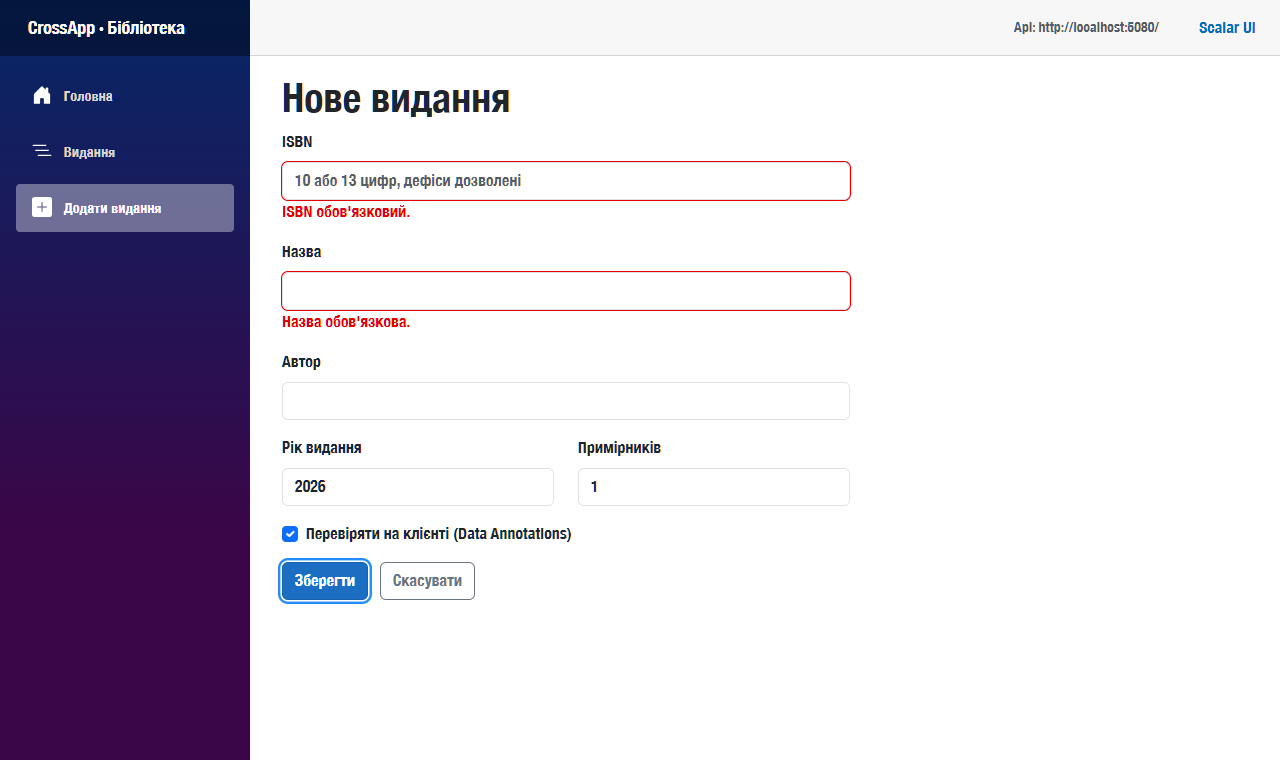 CrossApp • Бібліотека
Api: http://localhost:5080/
Scalar UI
Головна
Видання
Додати видання
Нове видання
ISBN
10 або 13 цифр, дефіси дозволені
ISBN обов'язковий.
Назва
Назва обов'язкова.
Автор
Рік видання
Примірників
2026
1
Перевіряти на клієнті (Data Annotations)
Зберегти
Скасувати